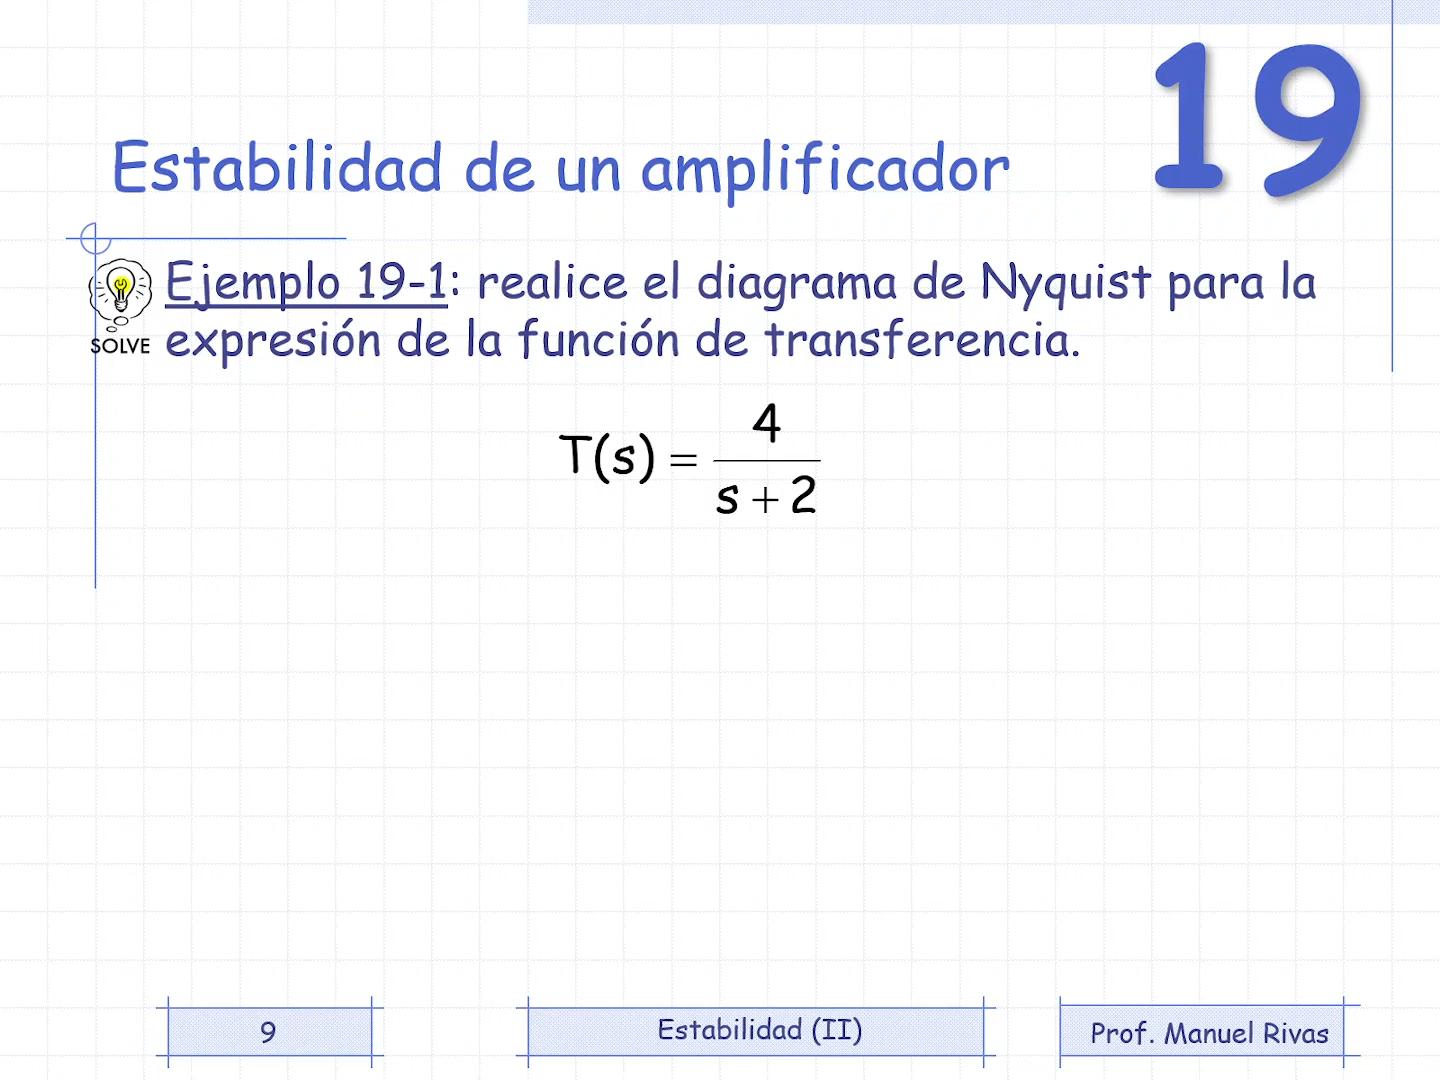 19
Estabilidad de un amplificador
Ejemplo 19-1: realice el diagrama de Nyquist para la
expresión de la función de transferencia.
SOLVE
T(s) = 4 / (s + 2)
9
Estabilidad (II)
Prof. Manuel Rivas